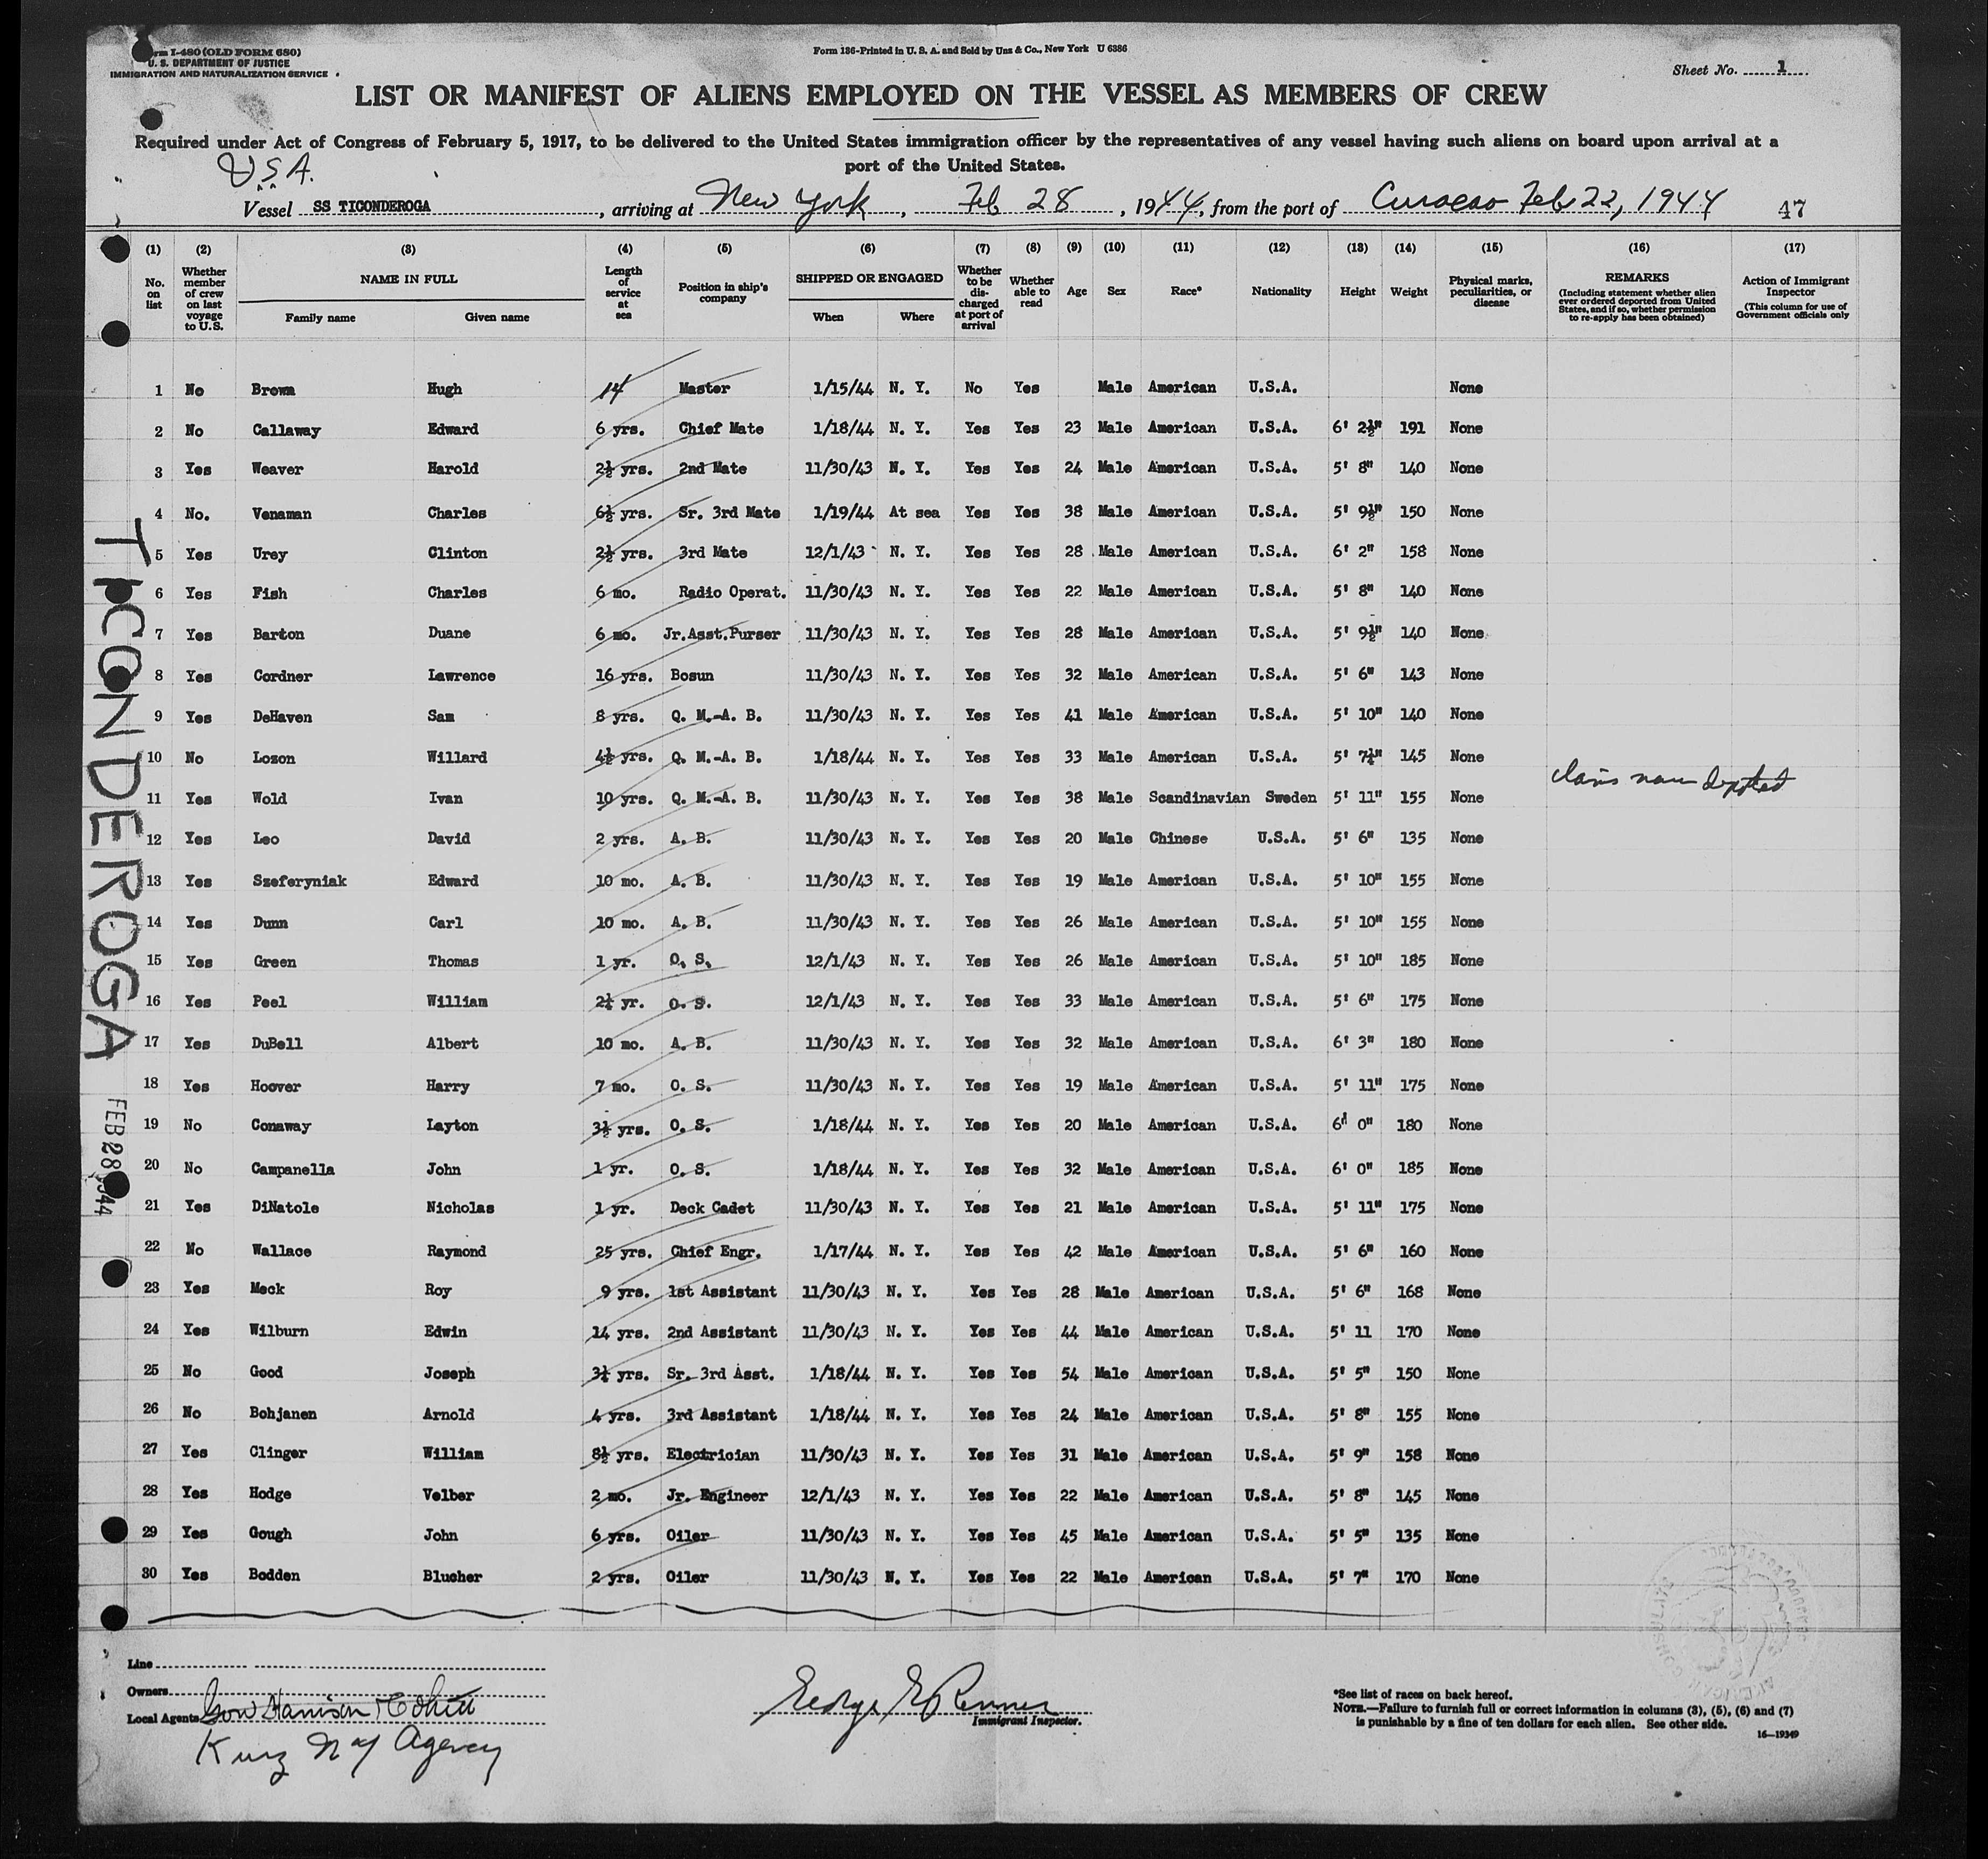 Form I-480 (OLD FORM 680)
U. S. DEPARTMENT OF JUSTICE
IMMIGRATION AND NATURALIZATION SERVICE
Form 186-Printed in U. S. A. and Sold by Unz & Co., New York U 6386
Sheet No. 1
LIST OR MANIFEST OF ALIENS EMPLOYED ON THE VESSEL AS MEMBERS OF CREW
Required under Act of Congress of February 5, 1917, to be delivered to the United States immigration officer by the representatives of any vessel having such aliens on board upon arrival at a
port of the United States.
U.S.A.
Vessel SS TICONDEROGA, arriving at New York, Feb 28, 1944, from the port of Curacao Feb 22, 1944 47
(1) (2) (3) (4) (5) (6) (7) (8) (9) (10) (11) (12) (13) (14) (15) (16) (17)
No. on list
Whether member of crew on last voyage to U.S.
NAME IN FULL
Family name Given name
Length of service at sea
Position in ship's company
SHIPPED OR ENGAGED
When Where
Whether to be discharged at port of arrival
Whether able to read
Age
Sex
Race*
Nationality
Height
Weight
Physical marks, peculiarities, or disease
REMARKS
(Including statement whether alien ever ordered deported from United States, and if so, whether permission to re-apply has been obtained)
Action of Immigrant Inspector
(This column for use of Government officials only
1 No Brown Hugh 14 Master 1/15/44 N. Y. No Yes Male American U.S.A. None
2 No Callaway Edward 6 yrs. Chief Mate 1/18/44 N. Y. Yes Yes 23 Male American U.S.A. 6' 2½" 191 None
3 Yes Weaver Harold 2½ yrs. 2nd Mate 11/30/43 N. Y. Yes Yes 24 Male American U.S.A. 5' 8" 140 None
4 No. Venaman Charles 6½ yrs. Sr. 3rd Mate 1/19/44 At sea Yes Yes 38 Male American U.S.A. 5' 9½" 150 None
5 Yes Urey Clinton 2½ yrs. 3rd Mate 12/1/43 N. Y. Yes Yes 28 Male American U.S.A. 6' 2" 158 None
6 Yes Fish Charles 6 mo. Radio Operat. 11/30/43 N. Y. Yes Yes 22 Male American U.S.A. 5' 8" 140 None
7 Yes Barton Duane 6 mo. Jr.Asst.Purser 11/30/43 N. Y. Yes Yes 28 Male American U.S.A. 5' 9½" 140 None
8 Yes Cordner Lawrence 16 yrs. Bosun 11/30/43 N. Y. Yes Yes 32 Male American U.S.A. 5' 6" 143 None
9 Yes DeHaven Sam 8 yrs. Q. M.-A. B. 11/30/43 N. Y. Yes Yes 41 Male American U.S.A. 5' 10" 140 None
10 No Lozon Willard 4½ yrs. Q. M.-A. B. 1/18/44 N. Y. Yes Yes 33 Male American U.S.A. 5' 7¼" 145 None
11 Yes Wold Ivan 10 yrs. Q. M.-A. B. 11/30/43 N. Y. Yes Yes 38 Male Scandinavian Sweden 5' 11" 155 None
12 Yes Leo David 2 yrs. A. B. 11/30/43 N. Y. Yes Yes 20 Male Chinese U.S.A. 5' 6" 135 None
13 Yes Szeferyniak Edward 10 mo. A. B. 11/30/43 N. Y. Yes Yes 19 Male American U.S.A. 5' 10" 155 None
14 Yes Dunn Carl 10 mo. A. B. 11/30/43 N. Y. Yes Yes 26 Male American U.S.A. 5' 10" 155 None
15 Yes Green Thomas 1 yr. O. S. 12/1/43 N. Y. Yes Yes 26 Male American U.S.A. 5' 10" 185 None
16 Yes Peel William 2¼ yr. O. S. 12/1/43 N. Y. Yes Yes 33 Male American U.S.A. 5' 6" 175 None
17 Yes DuBell Albert 10 mo. A. B. 11/30/43 N. Y. Yes Yes 32 Male American U.S.A. 6' 3" 180 None
18 Yes Hoover Harry 7 mo. O. S. 11/30/43 N. Y. Yes Yes 19 Male American U.S.A. 5' 11" 175 None
19 No Conaway Layton 3½ yrs. O. S. 1/18/44 N. Y. Yes Yes 20 Male American U.S.A. 6' 0" 180 None
20 No Campanella John 1 yr. O. S. 1/18/44 N. Y. Yes Yes 32 Male American U.S.A. 6' 0" 185 None
21 Yes DiNatole Nicholas 1 yr. Deck Cadet 11/30/43 N. Y. Yes Yes 21 Male American U.S.A. 5' 11" 175 None
22 No Wallace Raymond 25 yrs. Chief Engr. 1/17/44 N. Y. Yes Yes 42 Male American U.S.A. 5' 6" 160 None
23 Yes Meck Roy 9 yrs. 1st Assistant 11/30/43 N. Y. Yes Yes 28 Male American U.S.A. 5' 6" 168 None
24 Yes Wilburn Edwin 14 yrs. 2nd Assistant 11/30/43 N. Y. Yes Yes 44 Male American U.S.A. 5' 11 170 None
25 No Good Joseph 3¼ yrs. Sr. 3rd Asst. 1/18/44 N. Y. Yes Yes 54 Male American U.S.A. 5' 5" 150 None
26 No Bohjanen Arnold 4 yrs. 3rd Assistant 1/18/44 N. Y. Yes Yes 24 Male American U.S.A. 5' 8" 155 None
27 Yes Clinger William 8½ yrs. Electrician 11/30/43 N. Y. Yes Yes 31 Male American U.S.A. 5' 9" 158 None
28 Yes Hodge Velber 2 mo. Jr. Engineer 12/1/43 N. Y. Yes Yes 22 Male American U.S.A. 5' 8" 145 None
29 Yes Gough John 6 yrs. Oiler 11/30/43 N. Y. Yes Yes 45 Male American U.S.A. 5' 5" 135 None
30 Yes Bodden Blucher 2 yrs. Oiler 11/30/43 N. Y. Yes Yes 22 Male American U.S.A. 5' 7" 170 None
TICONDEROGA
FEB 28 1944
Line
Owners
Local Agents Gow Harrison
Kurz Agency
Immigrant Inspector.
*See list of races on back hereof.
NOTE.—Failure to furnish full or correct information in columns (3), (5), (6) and (7)
is punishable by a fine of ten dollars for each alien. See other side.
16—19349
AMERICAN CONSULATE